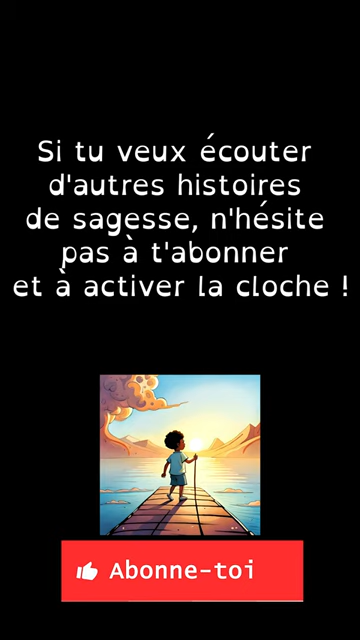 Si tu veux écouter
d'autres histoires
de sagesse, n'hésite
pas à t'abonner
et à activer la cloche !
Abonne-toi